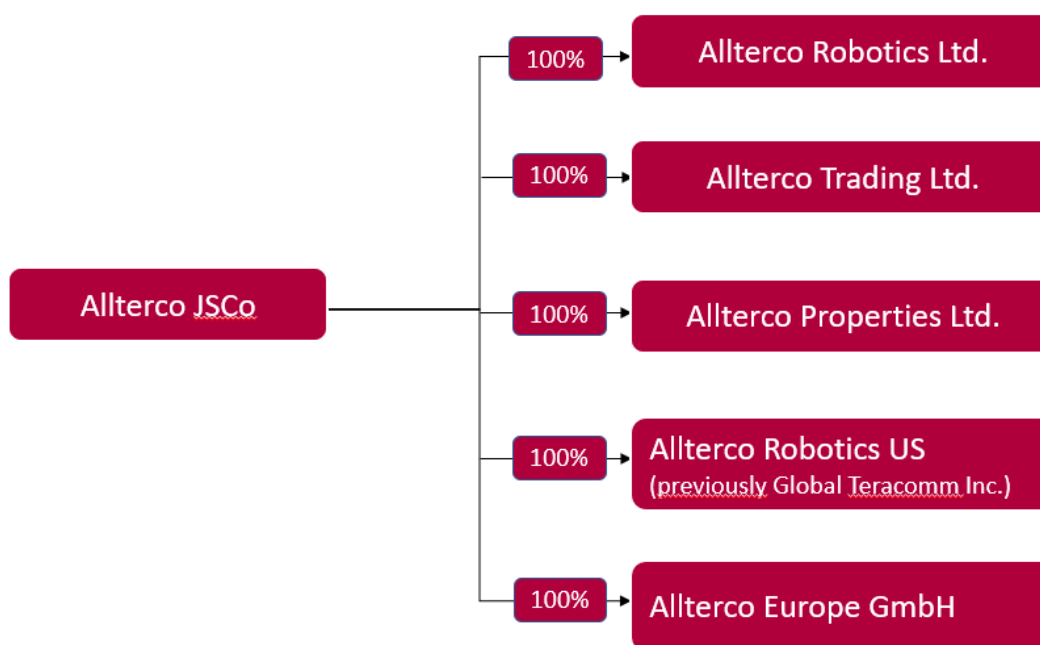 100%
Allterco Robotics Ltd.
100%
Allterco Trading Ltd.
Allterco JSCo
100%
Allterco Properties Ltd.
100%
Allterco Robotics US
(previously Global Teracomm Inc.)
100%
Allterco Europe GmbH